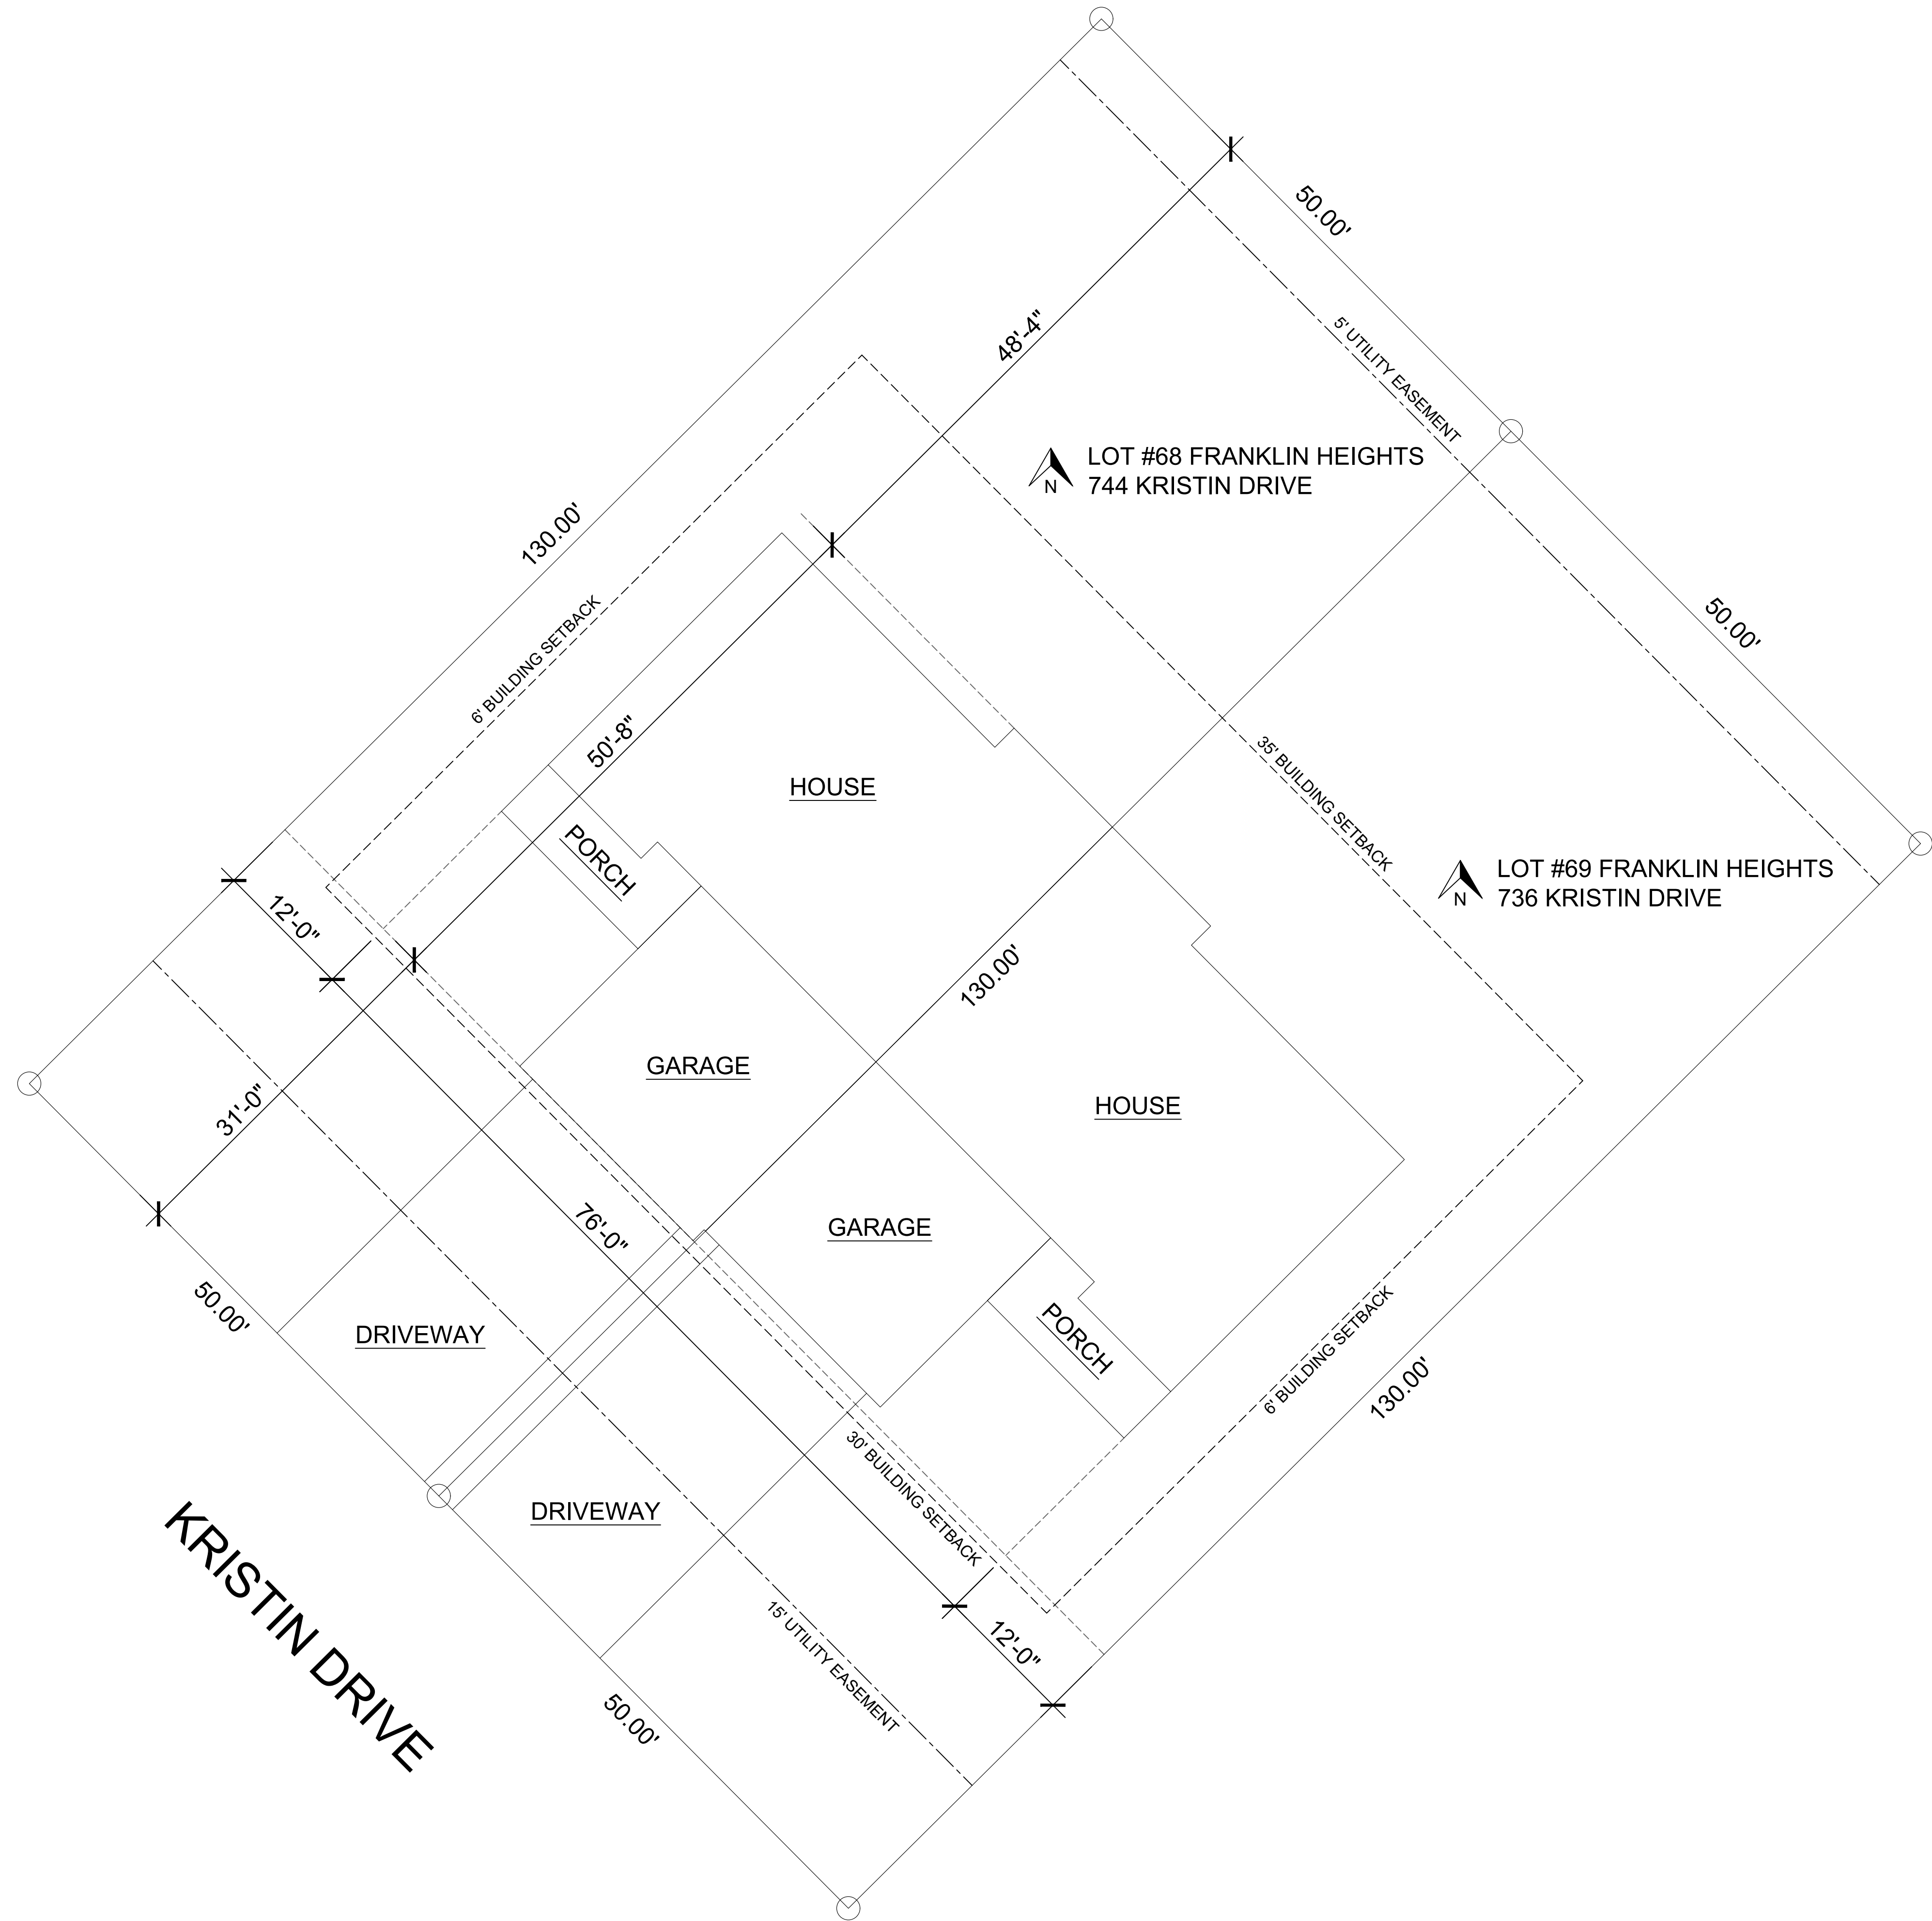 50.00'
48'-4"
5' UTILITY EASEMENT
LOT #68 FRANKLIN HEIGHTS
744 KRISTIN DRIVE
N
130.00'
6' BUILDING SETBACK
50.00'
50'-8"
HOUSE
35' BUILDING SETBACK
PORCH
LOT #69 FRANKLIN HEIGHTS
736 KRISTIN DRIVE
N
12'-0"
130.00'
GARAGE
31'-0"
HOUSE
76'-0"
GARAGE
50.00'
DRIVEWAY
PORCH
6' BUILDING SETBACK
130.00'
30' BUILDING SETBACK
DRIVEWAY
KRISTIN DRIVE
15' UTILITY EASEMENT
12'-0"
50.00'